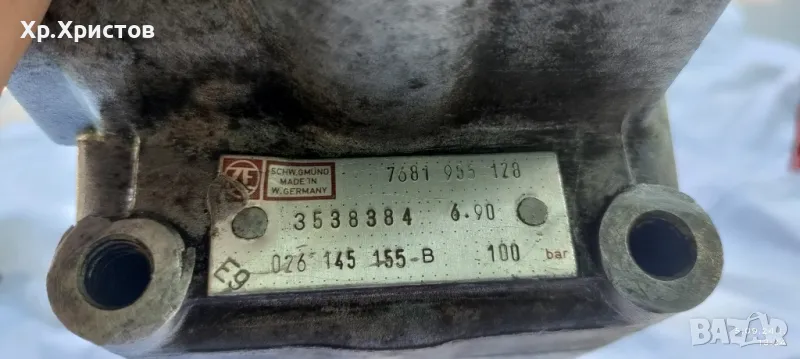 Хр.Христов
ZF
SCHW.GMÜND
MADE IN
W.GERMANY
7681 955 128
3538384 6.90
026 145 155-B 100 bar
E9
BAZAR